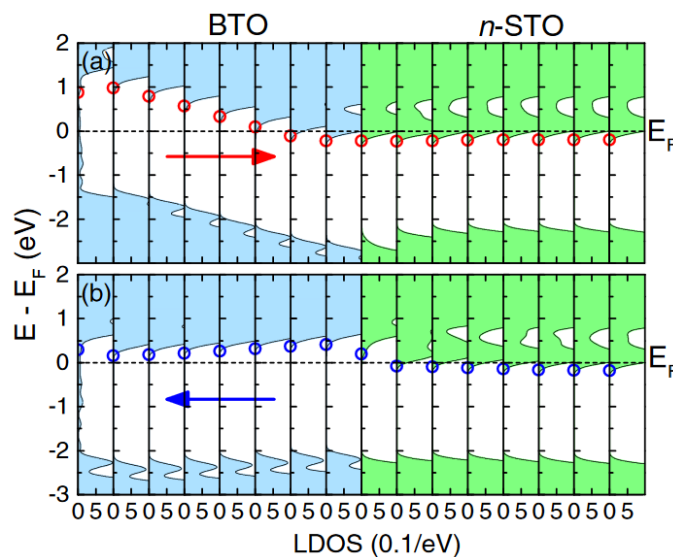 BTO n-STO
(a)
2
1
0
-1
-2
E_F
(b)
2
1
0
-1
-2
-3
E_F
E - E_F (eV)
0 5 0 5 0 5 0 5 0 5 0 5 0 5 0 5 0 5 0 5 0 5 0 5 0 5 0 5 0 5 0 5
LDOS (0.1/eV)